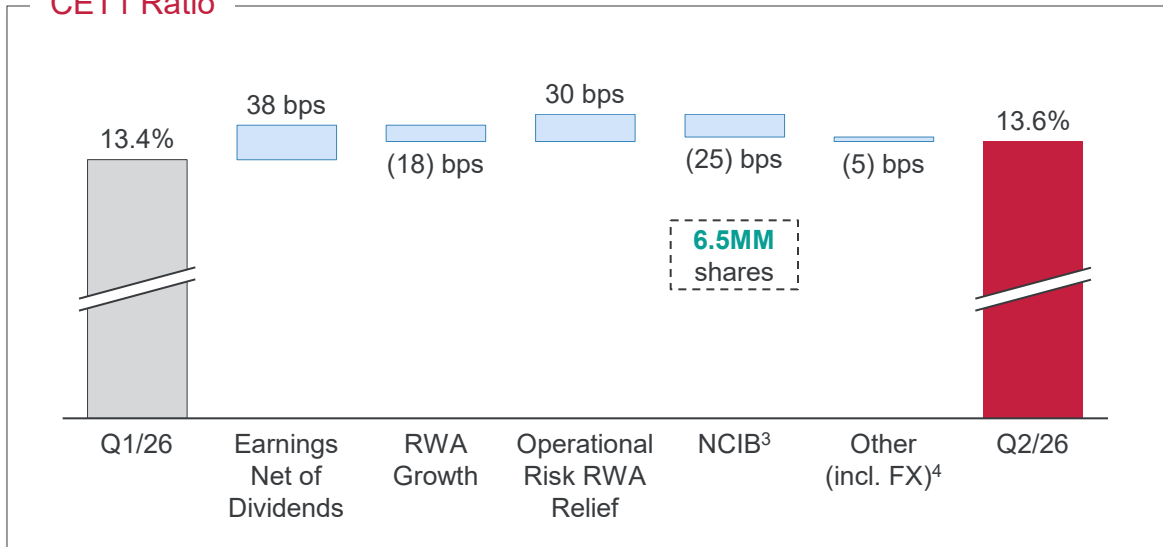 CET1 Ratio
13.4%
38 bps
(18) bps
30 bps
(25) bps
(5) bps
13.6%
6.5MM
shares
Q1/26
Earnings
Net of
Dividends
RWA
Growth
Operational
Risk RWA
Relief
NCIB³
Other
(incl. FX)⁴
Q2/26